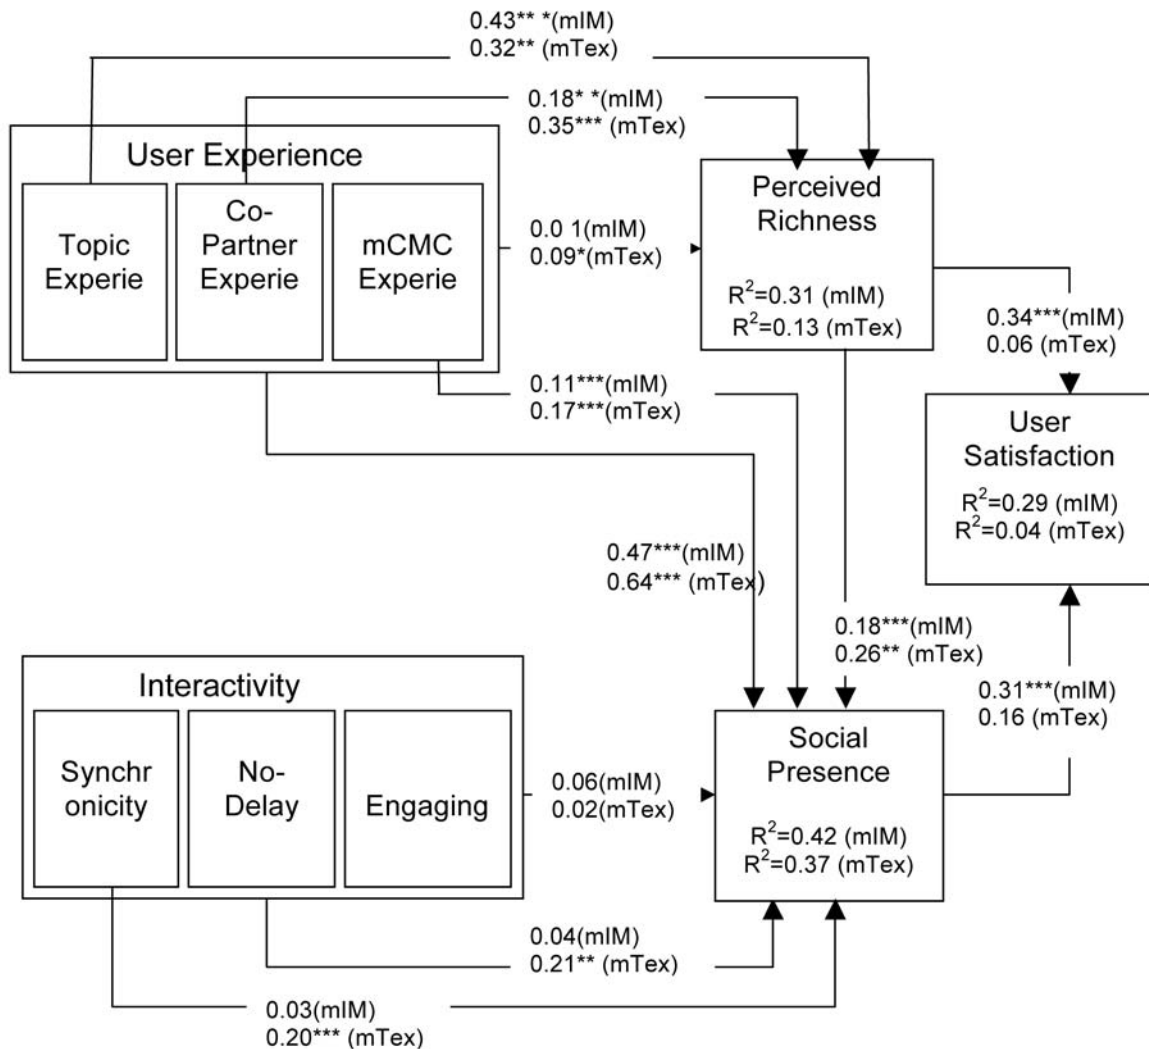 0.43** *(mIM)
0.32** (mTex)
0.18* *(mIM)
0.35*** (mTex)
User Experience
Topic
Experie
Co-
Partner
Experie
mCMC
Experie
0.0 1(mIM)
0.09*(mTex)
Perceived
Richness
R²=0.31 (mIM)
R²=0.13 (mTex)
0.34***(mIM)
0.06 (mTex)
0.11***(mIM)
0.17***(mTex)
User
Satisfaction
R²=0.29 (mIM)
R²=0.04 (mTex)
0.47***(mIM)
0.64*** (mTex)
0.18***(mIM)
0.26** (mTex)
Interactivity
Synchr
onicity
No-
Delay
Engaging
0.06(mIM)
0.02(mTex)
Social
Presence
R²=0.42 (mIM)
R²=0.37 (mTex)
0.31***(mIM)
0.16 (mTex)
0.04(mIM)
0.21** (mTex)
0.03(mIM)
0.20*** (mTex)